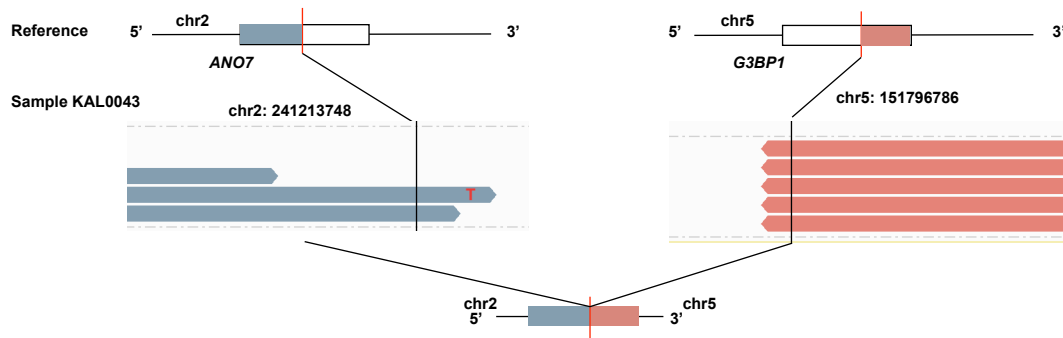 chr2
chr5
Reference 5' 3' 5' 3'
ANO7
G3BP1
Sample KAL0043
chr2: 241213748
chr5: 151796786
T
chr2
chr5
5' 3'